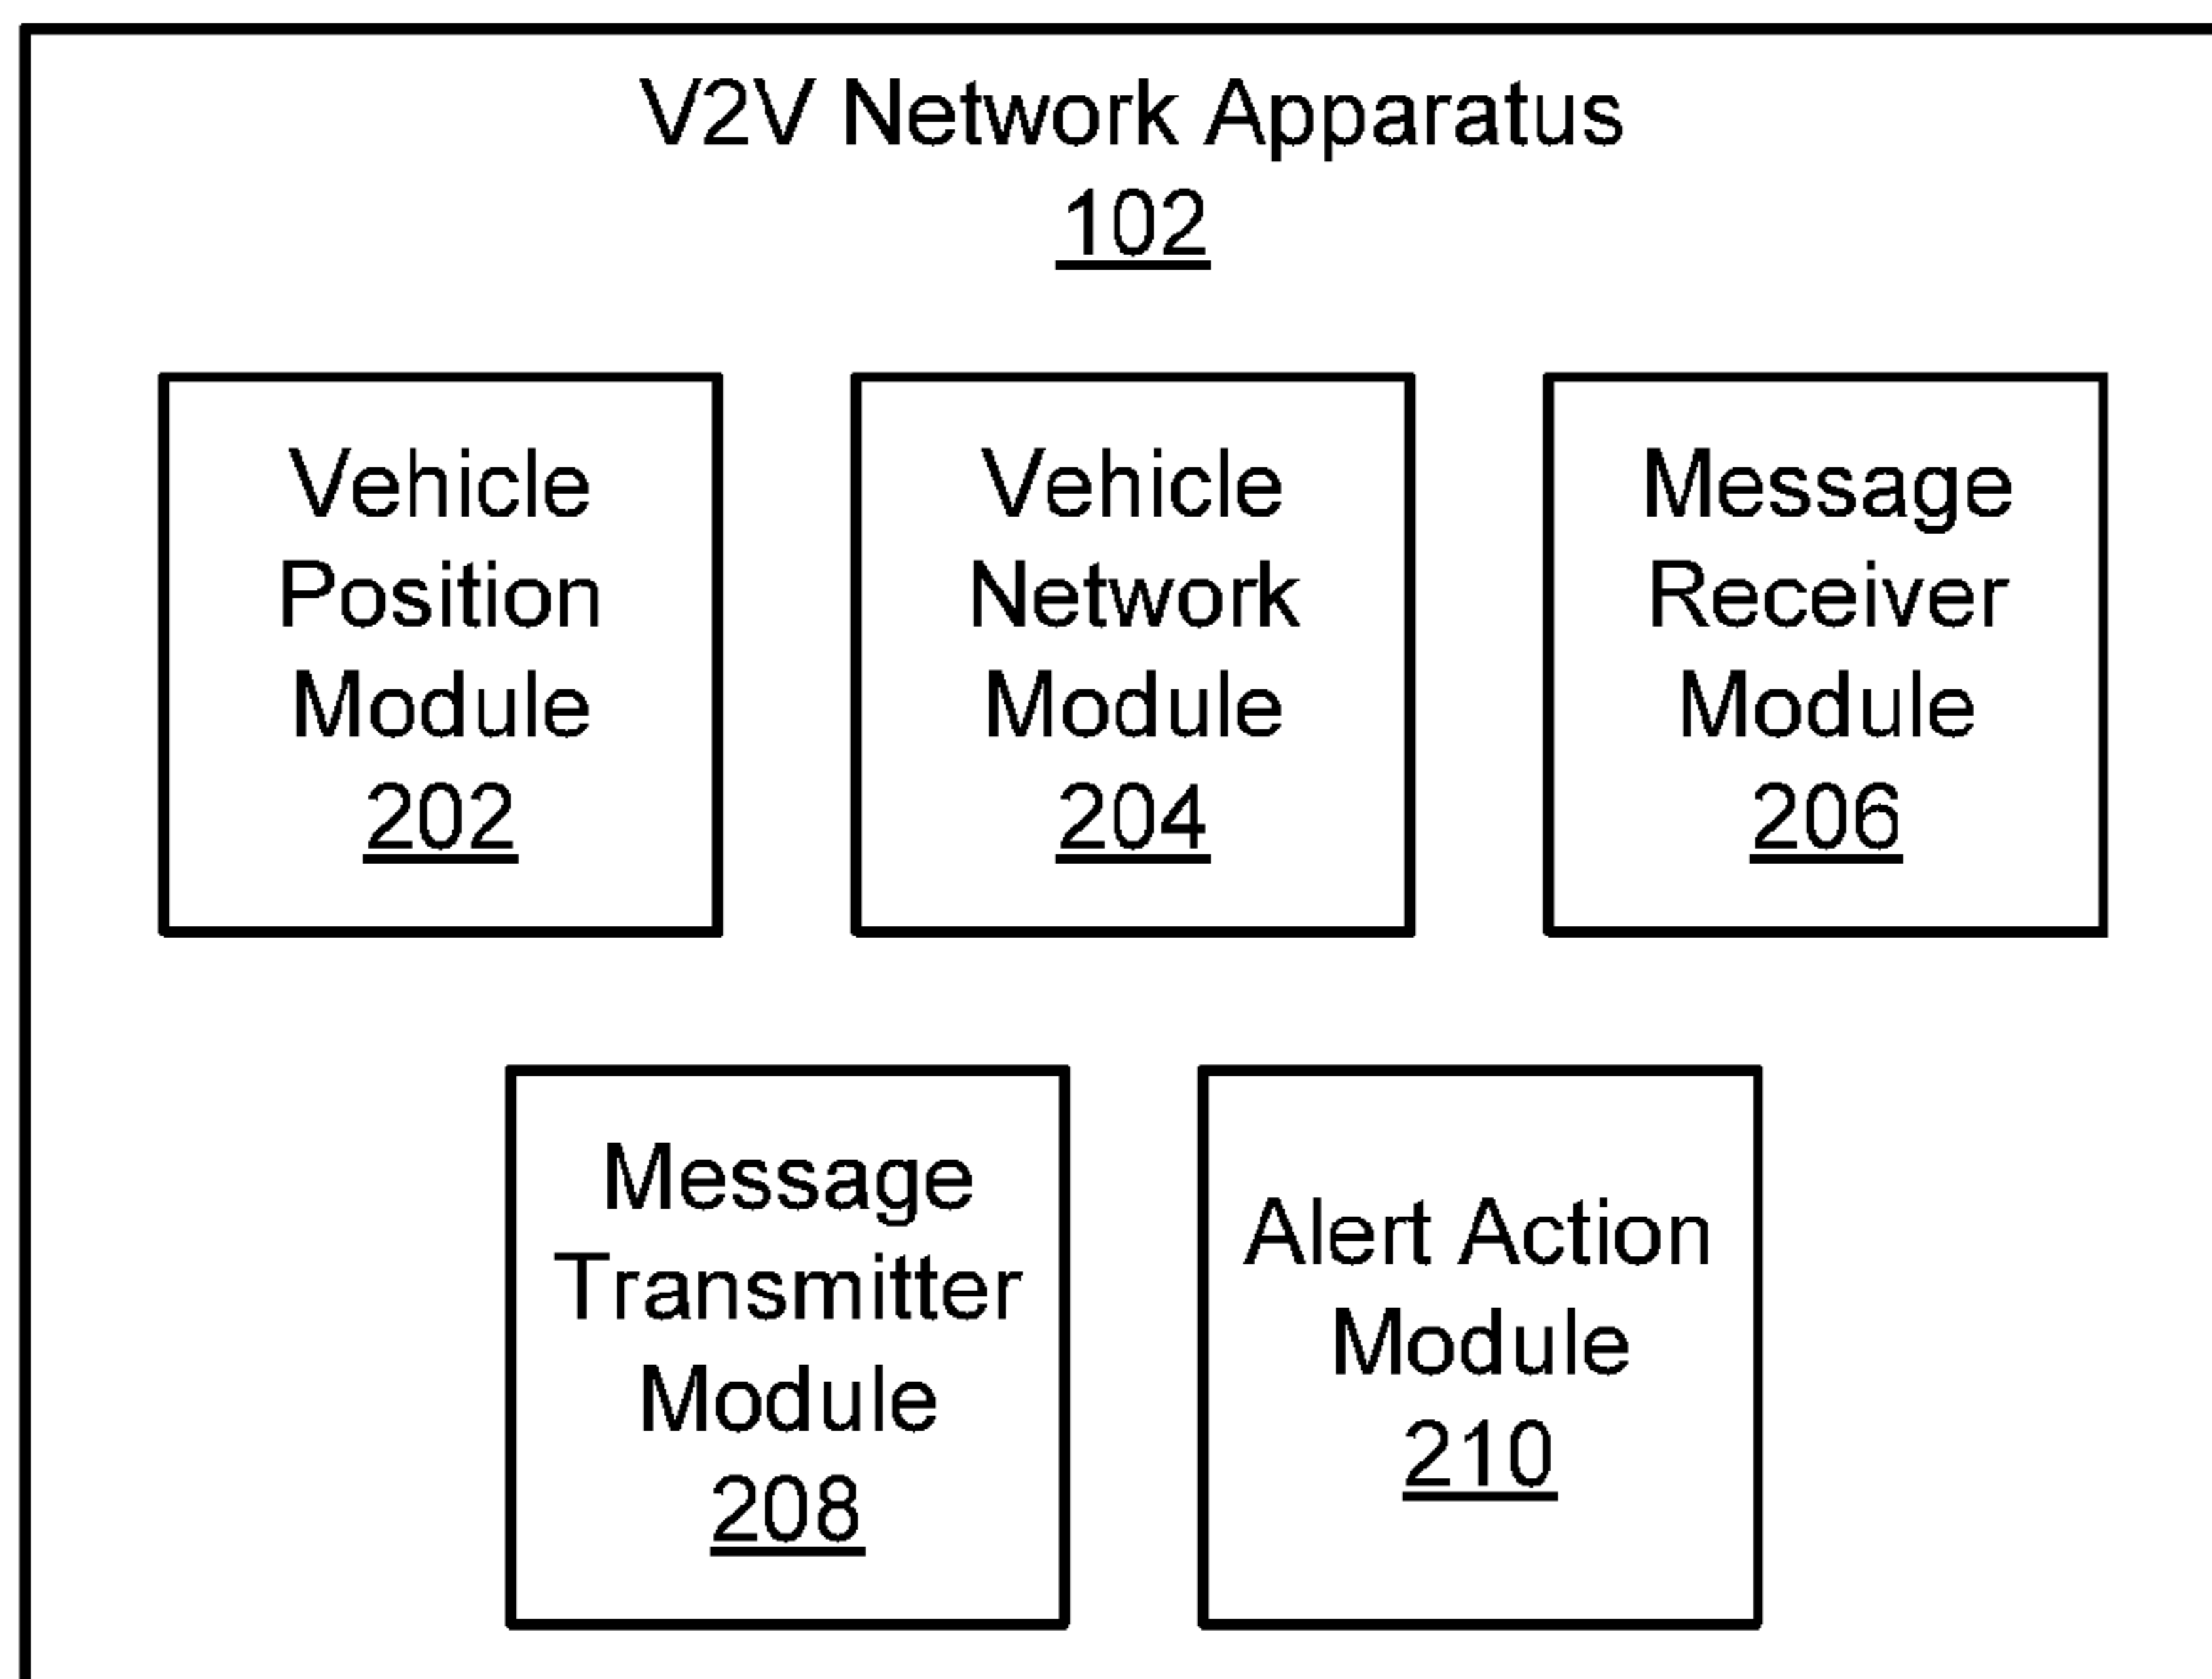 V2V Network Apparatus
102
Vehicle
Position
Module
202
Vehicle
Network
Module
204
Message
Receiver
Module
206
Message
Transmitter
Module
208
Alert Action
Module
210